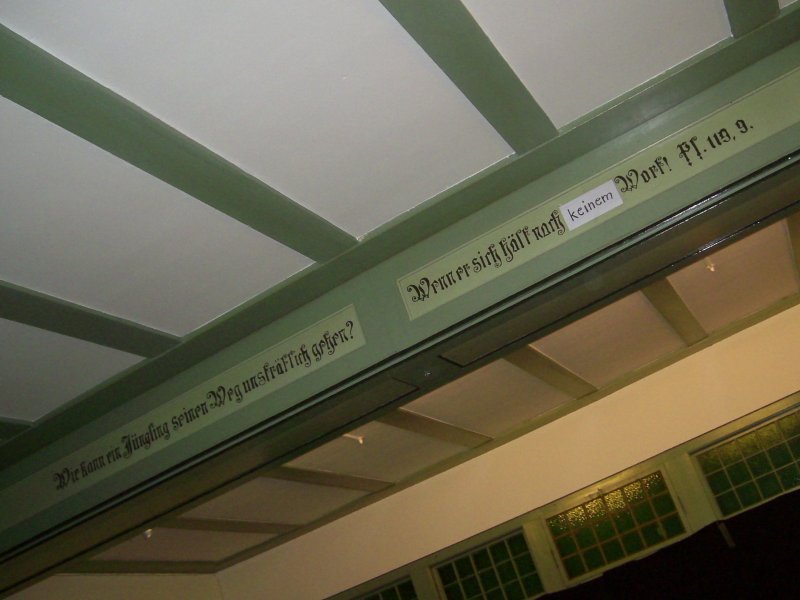 Wie kann ein Jüngling seinen Weg unsträflich gehen?
Wenn er sich hält nach keinem Wort! Ps. 119, 9.